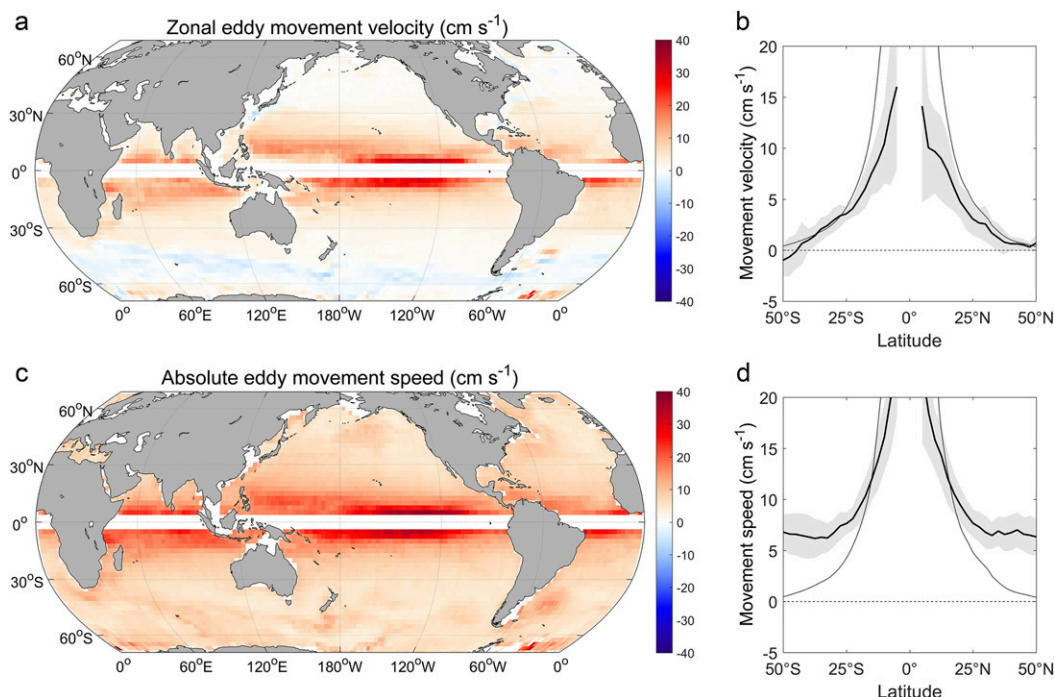 a
Zonal eddy movement velocity (cm s⁻¹)
60°N
30°N
0°
30°S
60°S
0°
60°E
120°E
180°W
120°W
60°W
0°
40
30
20
10
0
-10
-20
-30
-40
b
Movement velocity (cm s⁻¹)
20
15
10
5
0
-5
50°S
25°S
0°
25°N
50°N
Latitude
c
Absolute eddy movement speed (cm s⁻¹)
60°N
30°N
0°
30°S
60°S
0°
60°E
120°E
180°W
120°W
60°W
0°
40
30
20
10
0
-10
-20
-30
-40
d
Movement speed (cm s⁻¹)
20
15
10
5
0
-5
50°S
25°S
0°
25°N
50°N
Latitude